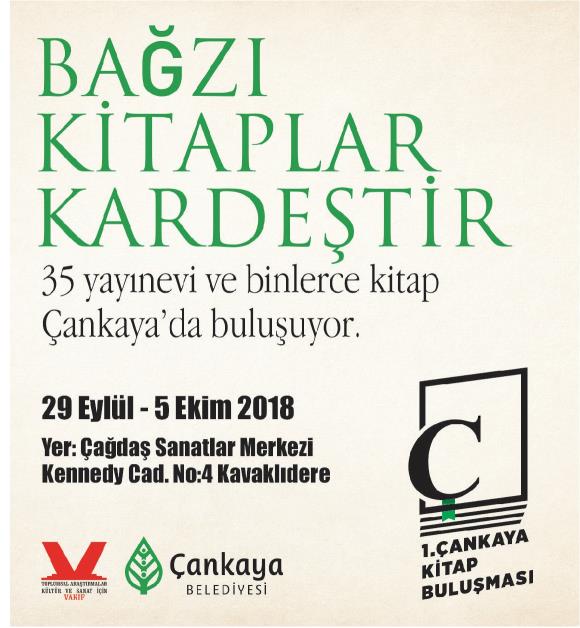 BAĞZI
KİTAPLAR
KARDEŞTİR
35 yayınevi ve binlerce kitap
Çankaya'da buluşuyor.
29 Eylül - 5 Ekim 2018
Yer: Çağdaş Sanatlar Merkezi
Kennedy Cad. No:4 Kavaklıdere
Ç
1.ÇANKAYA
KİTAP
BULUŞMASI
TOPLUMSAL ARAŞTIRMALAR
KÜLTÜR VE SANAT İÇİN
VAKIF
Çankaya
BELEDİYESİ